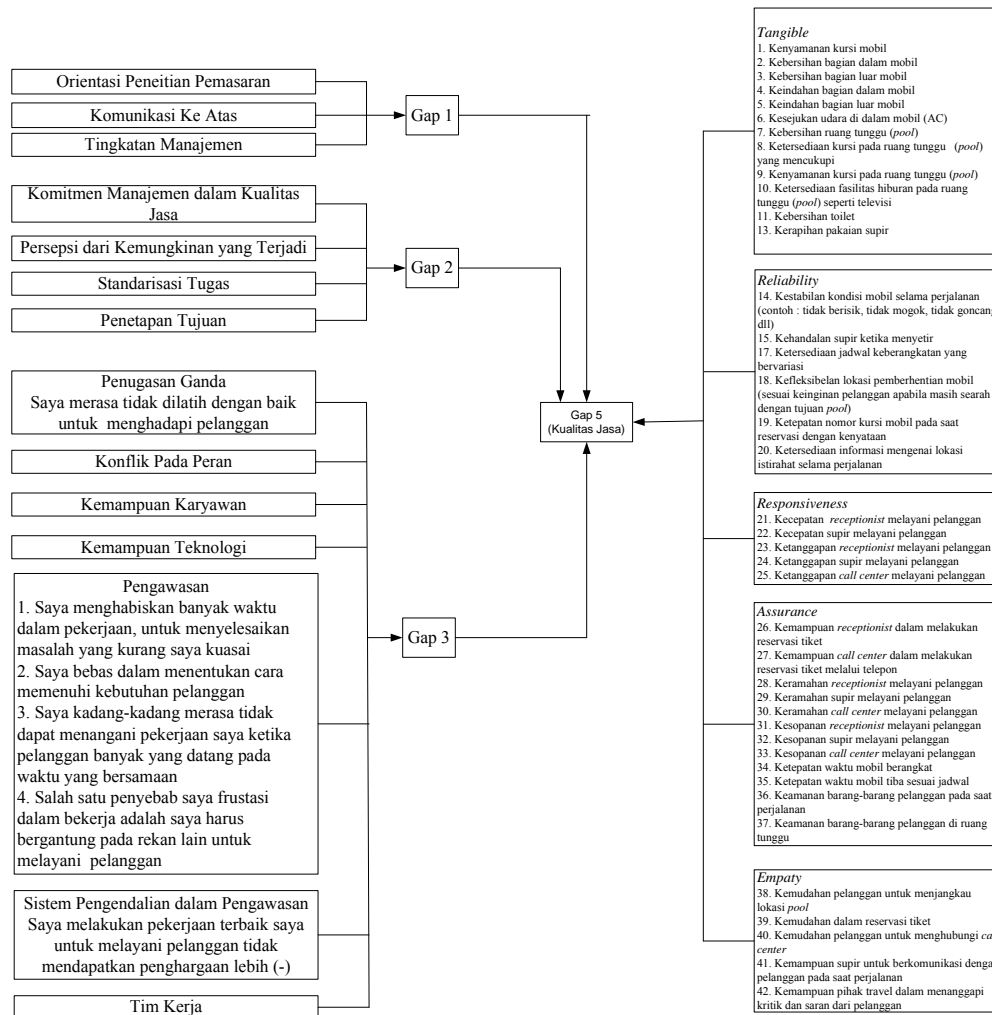 Orientasi Peneitian Pemasaran
Komunikasi Ke Atas
Tingkatan Manajemen
Gap 1
Komitmen Manajemen dalam Kualitas
Jasa
Persepsi dari Kemungkinan yang Terjadi
Standarisasi Tugas
Penetapan Tujuan
Gap 2
Penugasan Ganda
Saya merasa tidak dilatih dengan baik
untuk menghadapi pelanggan
Konflik Pada Peran
Kemampuan Karyawan
Kemampuan Teknologi
Pengawasan
1. Saya menghabiskan banyak waktu
dalam pekerjaan, untuk menyelesaikan
masalah yang kurang saya kuasai
2. Saya bebas dalam menentukan cara
memenuhi kebutuhan pelanggan
3. Saya kadang-kadang merasa tidak
dapat menangani pekerjaan saya ketika
pelanggan banyak yang datang pada
waktu yang bersamaan
4. Salah satu penyebab saya frustasi
dalam bekerja adalah saya harus
bergantung pada rekan lain untuk
melayani pelanggan
Sistem Pengendalian dalam Pengawasan
Saya melakukan pekerjaan terbaik saya
untuk melayani pelanggan tidak
mendapatkan penghargaan lebih (-)
Tim Kerja
Gap 3
Gap 5
(Kualitas Jasa)
Tangible
1. Kenyamanan kursi mobil
2. Kebersihan bagian dalam mobil
3. Kebersihan bagian luar mobil
4. Keindahan bagian dalam mobil
5. Keindahan bagian luar mobil
6. Kesejukan udara di dalam mobil (AC)
7. Kebersihan ruang tunggu (pool)
8. Ketersediaan kursi pada ruang tunggu (pool)
yang mencukupi
9. Kenyamanan kursi pada ruang tunggu (pool)
10. Ketersediaan fasilitas hiburan pada ruang
tunggu (pool) seperti televisi
11. Kebersihan toilet
13. Kerapihan pakaian supir
Reliability
14. Kestabilan kondisi mobil selama perjalanan
(contoh : tidak berisik, tidak mogok, tidak goncang
dll)
15. Kehandalan supir ketika menyetir
17. Ketersediaan jadwal keberangkatan yang
bervariasi
18. Kefleksibelan lokasi pemberhentian mobil
(sesuai keinginan pelanggan apabila masih searah
dengan tujuan pool)
19. Ketepatan nomor kursi mobil pada saat
reservasi dengan kenyataan
20. Ketersediaan informasi mengenai lokasi
istirahat selama perjalanan
Responsiveness
21. Kecepatan receptionist melayani pelanggan
22. Kecepatan supir melayani pelanggan
23. Ketanggapan receptionist melayani pelanggan
24. Ketanggapan supir melayani pelanggan
25. Ketanggapan call center melayani pelanggan
Assurance
26. Kemampuan receptionist dalam melakukan
reservasi tiket
27. Kemampuan call center dalam melakukan
reservasi tiket melalui telepon
28. Keramahan receptionist melayani pelanggan
29. Keramahan supir melayani pelanggan
30. Keramahan call center melayani pelanggan
31. Kesopanan receptionist melayani pelanggan
32. Kesopanan supir melayani pelanggan
33. Kesopanan call center melayani pelanggan
34. Ketepatan waktu mobil berangkat
35. Ketepatan waktu mobil tiba sesuai jadwal
36. Keamanan barang-barang pelanggan pada saat
perjalanan
37. Keamanan barang-barang pelanggan di ruang
tunggu
Empaty
38. Kemudahan pelanggan untuk menjangkau
lokasi pool
39. Kemudahan dalam reservasi tiket
40. Kemudahan pelanggan untuk menghubungi
center
41. Kemampuan supir untuk berkomunikasi
pelanggan pada saat perjalanan
42. Kemampuan pihak travel dalam menanggapi
kritik dan saran dari pelanggan